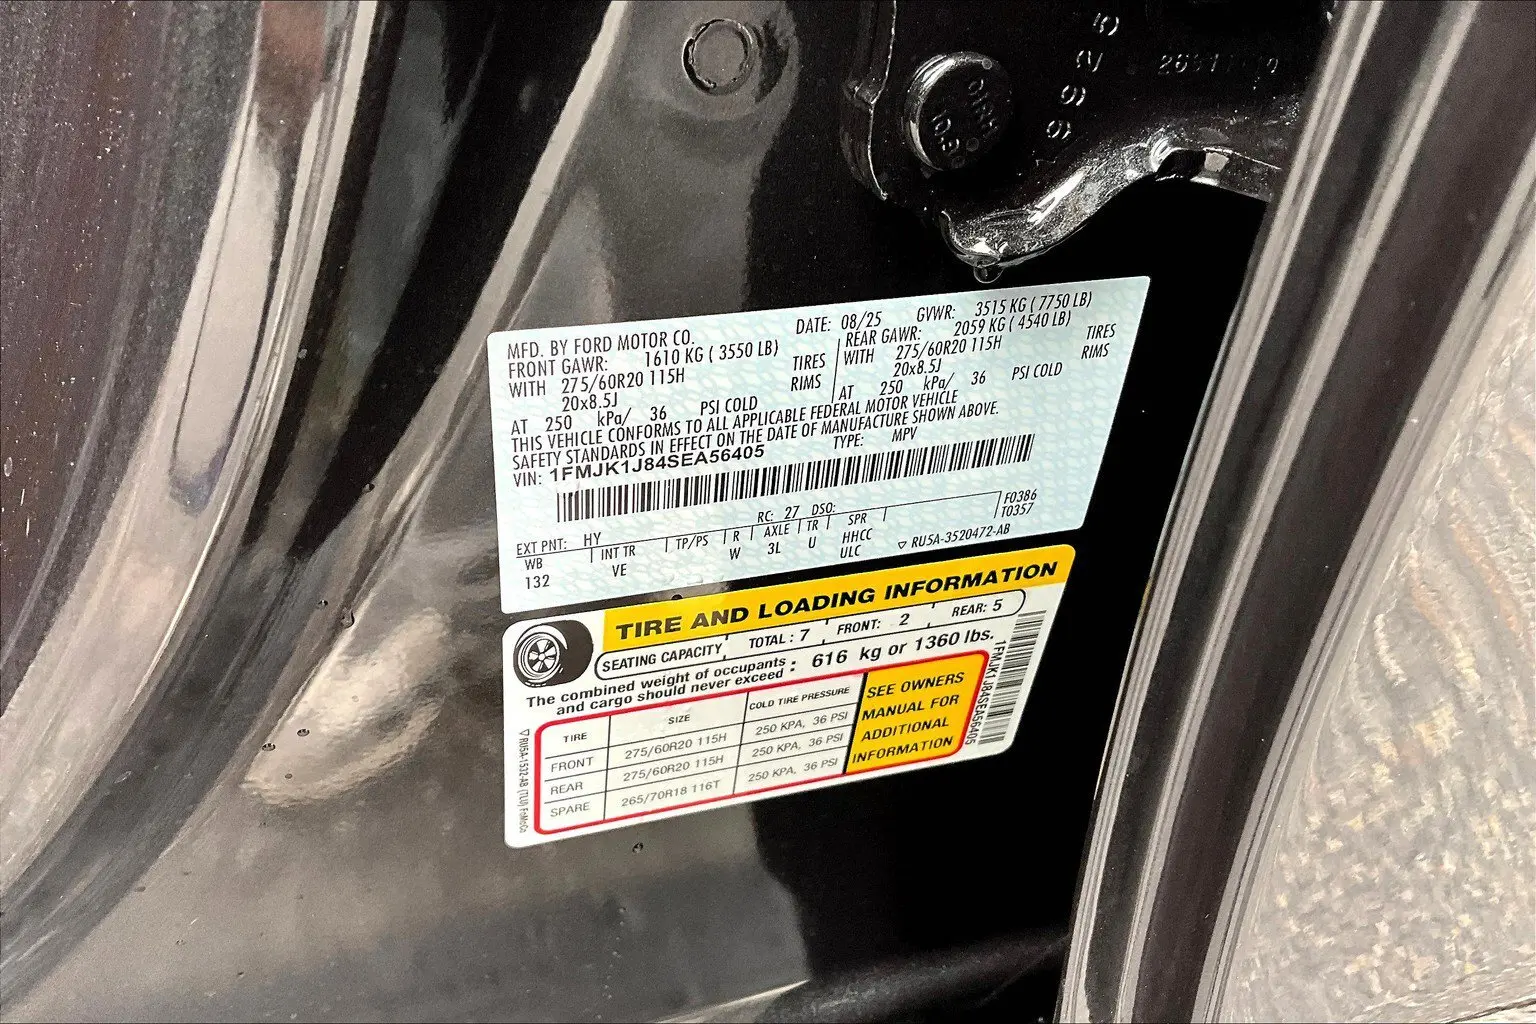 MFD. BY FORD MOTOR CO.
DATE: 08/25
GVWR: 3515 KG ( 7750 LB)
FRONT GAWR: 1610 KG ( 3550 LB)
WITH 275/60R20 115H TIRES
20x8.5J RIMS
AT 250 kPa/ 36 PSI COLD
REAR GAWR: 2059 KG ( 4540 LB)
WITH 275/60R20 115H TIRES
20x8.5J RIMS
AT 250 kPa/ 36 PSI COLD
THIS VEHICLE CONFORMS TO ALL APPLICABLE FEDERAL MOTOR VEHICLE
SAFETY STANDARDS IN EFFECT ON THE DATE OF MANUFACTURE SHOWN ABOVE.
VIN: 1FMJK1J84SEA56405
TYPE: MPV
EXT PNT: HY RC: 27 DSO:
F0386
T0357
WB INT TR TP/PS R AXLE TR SPR
132 VE W 3L U HHCC
ULC
▽ RU5A-3520472-AB
TIRE AND LOADING INFORMATION
SEATING CAPACITY TOTAL : 7 FRONT: 2 REAR: 5
The combined weight of occupants
and cargo should never exceed : 616 kg or 1360 lbs.
TIRE SIZE COLD TIRE PRESSURE
FRONT 275/60R20 115H 250 KPA, 36 PSI
REAR 275/60R20 115H 250 KPA, 36 PSI
SPARE 265/70R18 116T 250 KPA, 36 PSI
SEE OWNERS
MANUAL FOR
ADDITIONAL
INFORMATION
1FMJK1J84SEA56405
▽ RU5A-1532-AB (TLU) FoMoCo
10.9